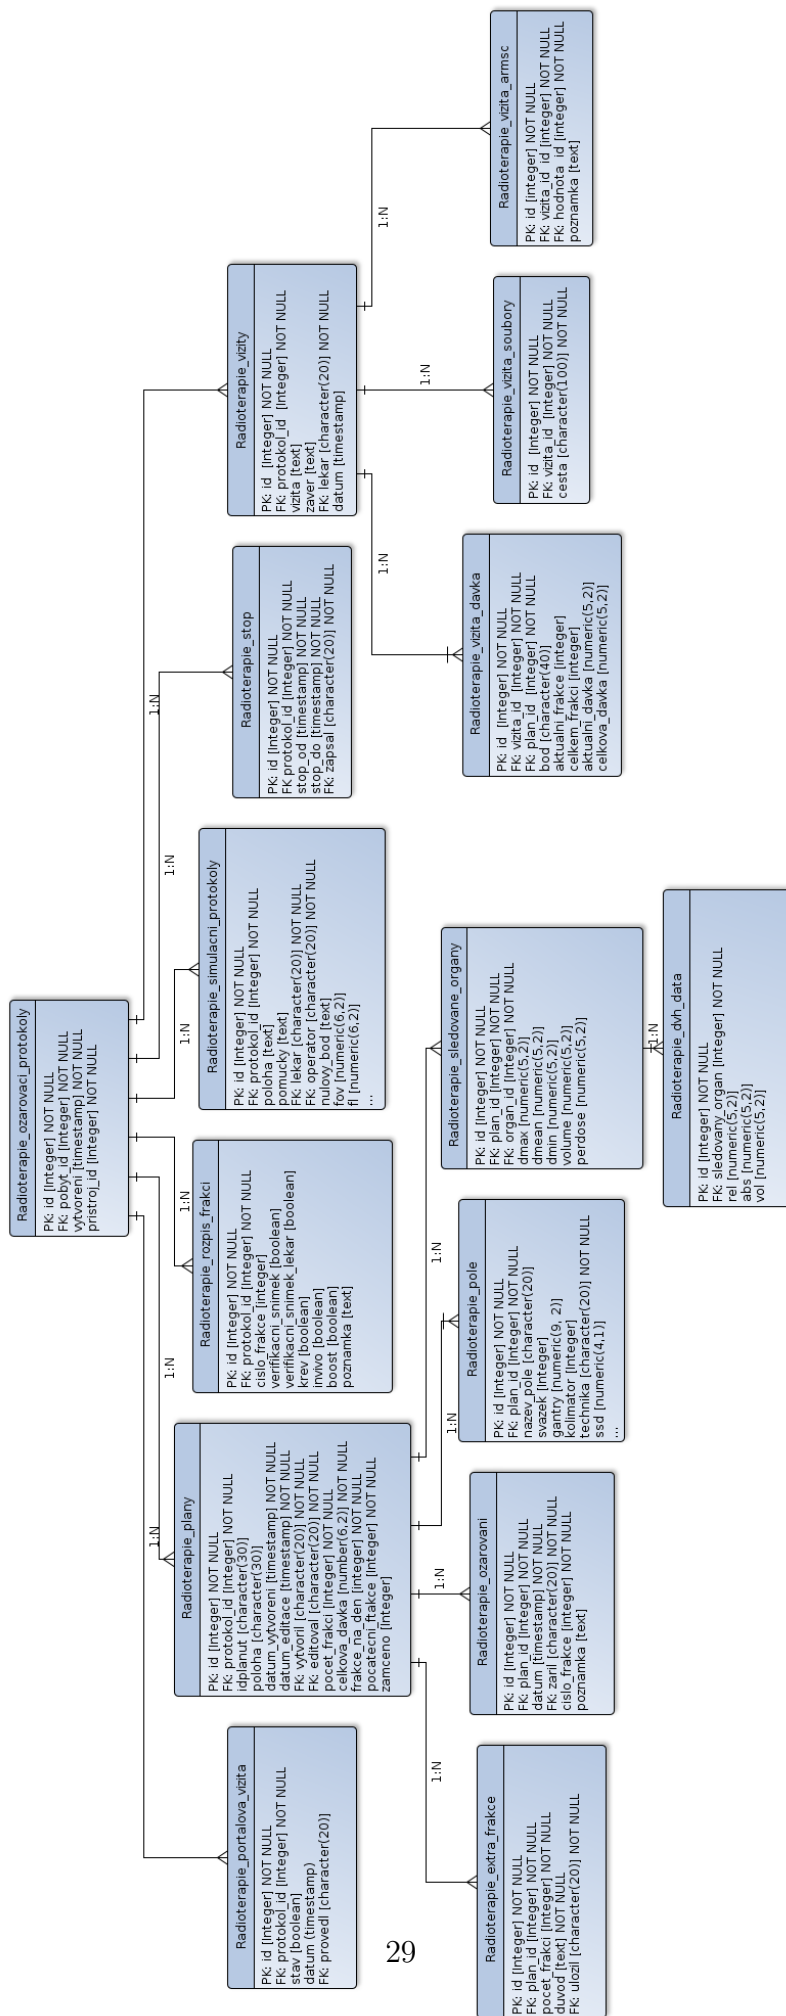 Radioterapie_ozarovaci_protokoly
PK: id [Integer] NOT NULL
FK: pobyt_id [Integer] NOT NULL
vytvoreni [timestamp] NOT NULL
pristroj_id [Integer] NOT NULL
1:N
1:N
1:N
1:N
1:N
1:N
Radioterapie_portalova_vizita
PK: id [Integer] NOT NULL
FK: protokol_id [Integer] NOT NULL
stav [boolean]
datum (timestamp)
FK: provedl [character(20)]
Radioterapie_plany
PK: id [Integer] NOT NULL
FK: protokol_id [Integer] NOT NULL
idplanut [character(30)]
poloha [character(30)]
datum_vytvoreni [timestamp] NOT NULL
datum_editace [timestamp] NOT NULL
FK: vytvoril [character(20)] NOT NULL
FK: editoval [character(20)] NOT NULL
pocet_frakci [Integer] NOT NULL
celkova_davka [number(6,2)] NOT NULL
frakce_na_den [integer] NOT NULL
pocatecni_ftakce [Integer] NOT NULL
zamceno [integer]
Radioterapie_rozpis_frakci
PK: id [Integer] NOT NULL
FK: protokol_id [Integer] NOT NULL
cislo_frakce [integer]
verifikacni_snimek [boolean]
verifikacni_snimek_lekar [boolean]
krev [boolean]
invivo [boolean]
boost [boolean]
poznamka [text]
Radioterapie_simulacni_protokoly
PK: id [Integer] NOT NULL
FK: protokol_id [Integer] NOT NULL
poloha [text]
pomucky [text]
FK: lekar [character(20)] NOT NULL
FK: operator [character(20)] NOT NULL
nulovy_bod [text]
fov [numeric(6,2)]
fl [numeric(6,2)]
...
Radioterapie_stop
PK: id [Integer] NOT NULL
FK protokol_id [Integer] NOT NULL
stop_od [timestamp] NOT NULL
stop_do [timestamp] NOT NULL
FK: zapsal [character(20)] NOT NULL
Radioterapie_vizity
PK: id [Integer] NOT NULL
FK: protokol_id [Integer] NOT NULL
vizita [text]
zaver [text]
FK: lekar [character(20)] NOT NULL
datum [timestamp]
1:N
1:N
1:N
1:N
1:N
1:N
1:N
Radioterapie_extra_frakce
PK: id [Integer] NOT NULL
FK: plan_id [Integer] NOT NULL
pocet_frakci [Integer] NOT NULL
duvod [text] NOT NULL
FK: ulozil [character(20)] NOT NULL
Radioterapie_ozarovani
PK: id [Integer] NOT NULL
FK: plan_id [Integer] NOT NULL
datum [timestamp] NOT NULL
FK: zaril [character(20)] NOT NULL
cislo_frakce [integer] NOT NULL
poznamka [text]
Radioterapie_pole
PK: id [Integer] NOT NULL
FK: plan_id [Integer] NOT NULL
nazev_pole [character(20)]
svazek [Integer]
gantry [numeric(9, 2)]
kolimator [Integer]
technika [character(20)] NOT NULL
ssd [numeric(4,1)]
...
Radioterapie_sledovane_organy
PK: id [Integer] NOT NULL
FK: plan_id [Integer] NOT NULL
FK: organ_id [Integer] NOT NULL
dmax [numeric(5,2)]
dmean [numeric(5,2)]
dmin [numeric(5,2)]
volume [numeric(5,2)]
perdose [numeric(5,2)]
Radioterapie_vizita_davka
PK: id [Integer] NOT NULL
FK: vizita_id [Integer] NOT NULL
FK: plan_id [Integer] NOT NULL
bod [character(40)]
aktualni_frakce [integer]
celkem_frakci [integer]
aktualni_davka [numeric(5,2)]
celkova_davka [numeric(5,2)]
Radioterapie_vizita_soubory
PK: id [Integer] NOT NULL
FK: vizita_id [Integer] NOT NULL
cesta [character(100)] NOT NULL
Radioterapie_vizita_armsc
PK: id [integer] NOT NULL
FK: vizita_id id [integer] NOT NULL
FK: hodnota id [integer] NOT NULL
poznamka [text]
1:N
Radioterapie_dvh_data
PK: id [Integer] NOT NULL
FK: sledovany_organ [Integer] NOT NULL
rel [numeric(5,2)]
abs [numeric(5,2)]
vol [numeric(5,2)]
29